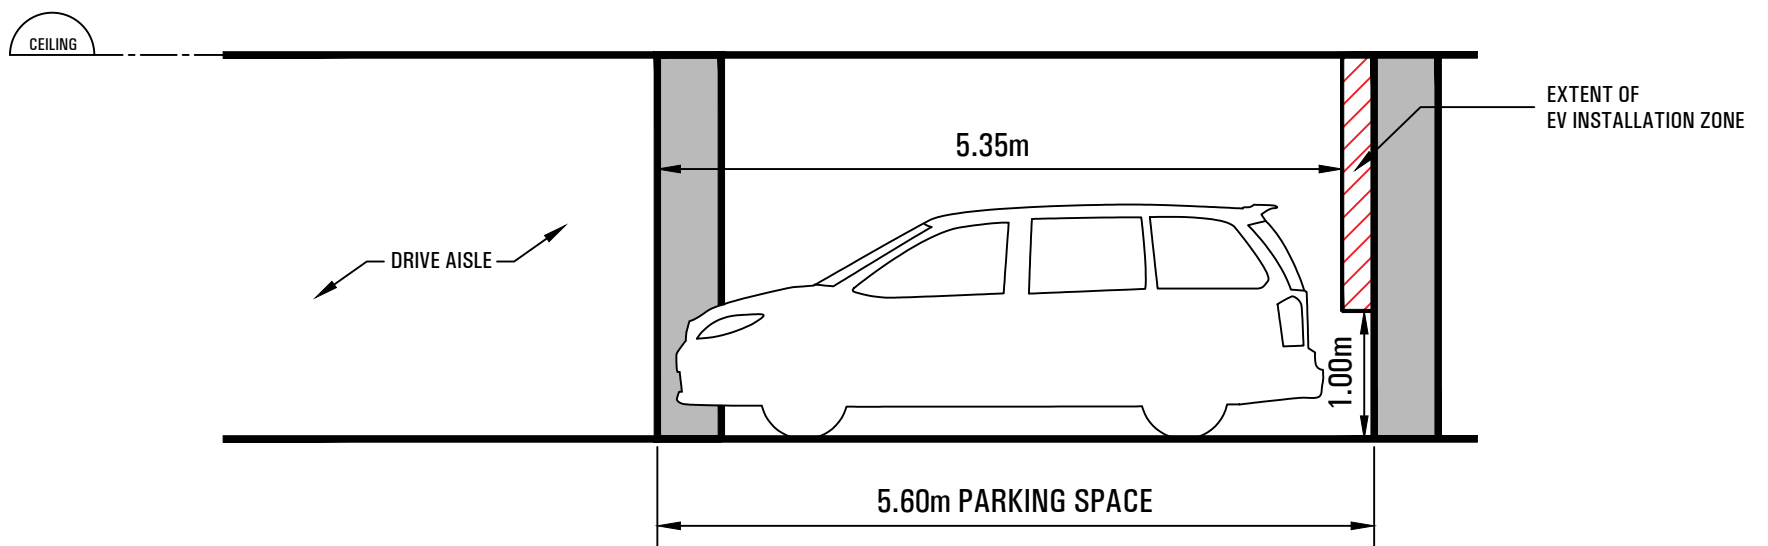 CEILING
EXTENT OF
EV INSTALLATION ZONE
5.35m
DRIVE AISLE
1.00m
5.60m PARKING SPACE